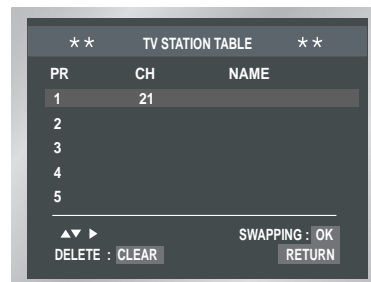 ** TV STATION TABLE **
PR CH NAME
1 21
2
3
4
5
▲▼ ► SWAPPING : OK
DELETE : CLEAR RETURN